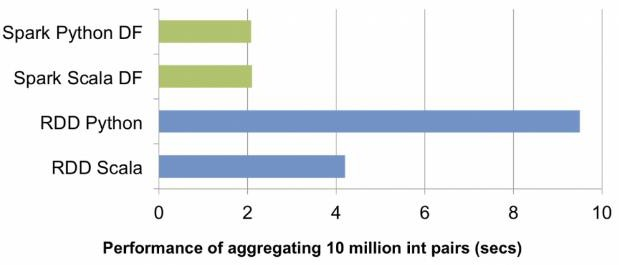 Spark Python DF
Spark Scala DF
RDD Python
RDD Scala
0 2 4 6 8 10
Performance of aggregating 10 million int pairs (secs)